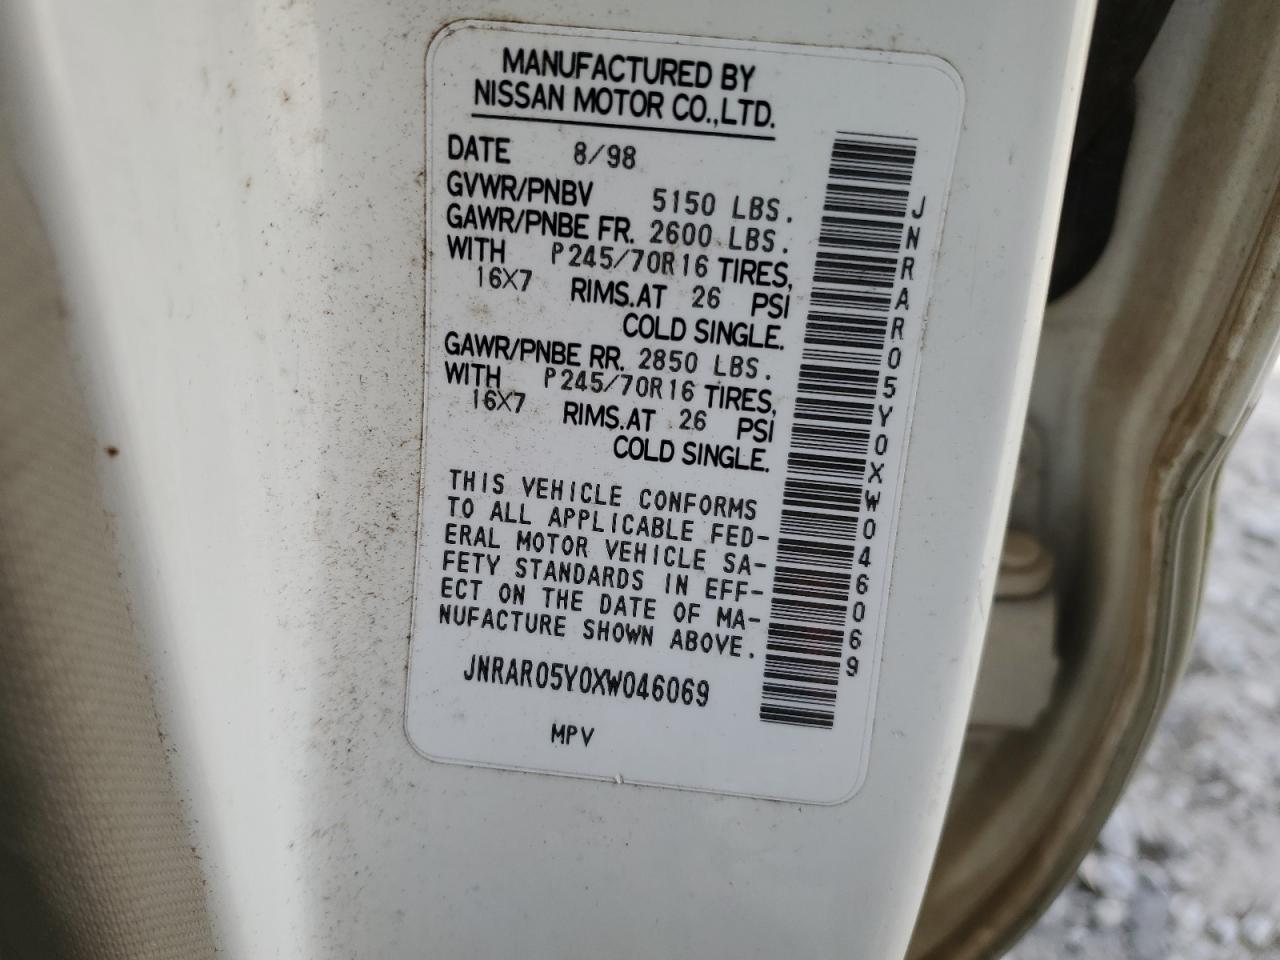 MANUFACTURED BY
NISSAN MOTOR CO.,LTD.
DATE 8/98
GVWR/PNBV 5150 LBS.
GAWR/PNBE FR. 2600 LBS.
WITH P245/70R16 TIRES,
16X7 RIMS.AT 26 PSI
COLD SINGLE.
GAWR/PNBE RR. 2850 LBS.
WITH P245/70R16 TIRES,
16X7 RIMS.AT 26 PSI
COLD SINGLE.
THIS VEHICLE CONFORMS
TO ALL APPLICABLE FED-
ERAL MOTOR VEHICLE SA-
FETY STANDARDS IN EFF-
ECT ON THE DATE OF MA-
NUFACTURE SHOWN ABOVE.
JNRAR05Y0XW046069
MPV
JNRAR05Y0XW046069